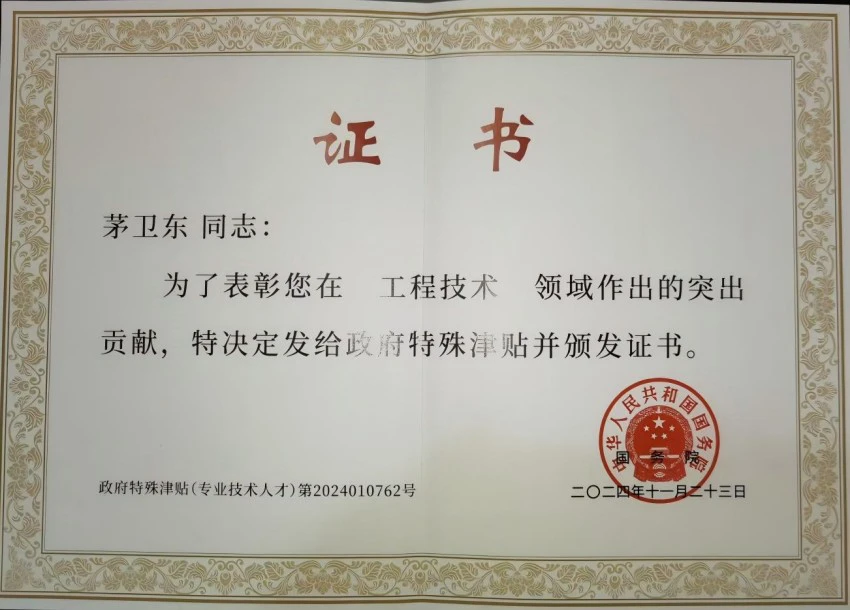 证 书
茅卫东 同志：
为了表彰您在 工程技术 领域作出的突出
贡献，特决定发给政府特殊津贴并颁发证书。
中华人民共和国国务院
国务院
政府特殊津贴(专业技术人才)第2024010762号
二〇二四年十一月二十三日